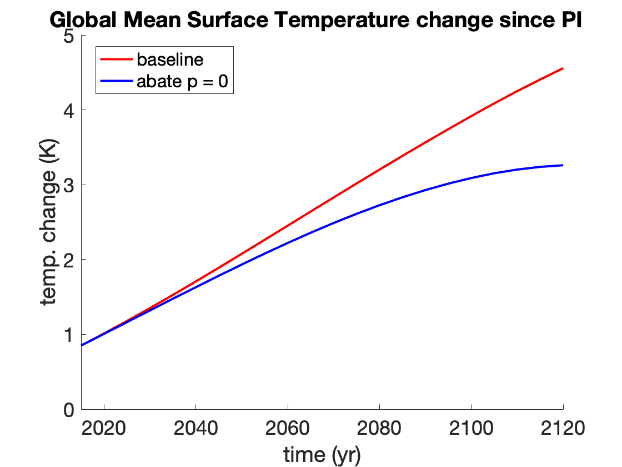 Global Mean Surface Temperature change since PI
5
4
3
2
1
0
temp. change (K)
baseline
abate p = 0
2020 2040 2060 2080 2100 2120
time (yr)